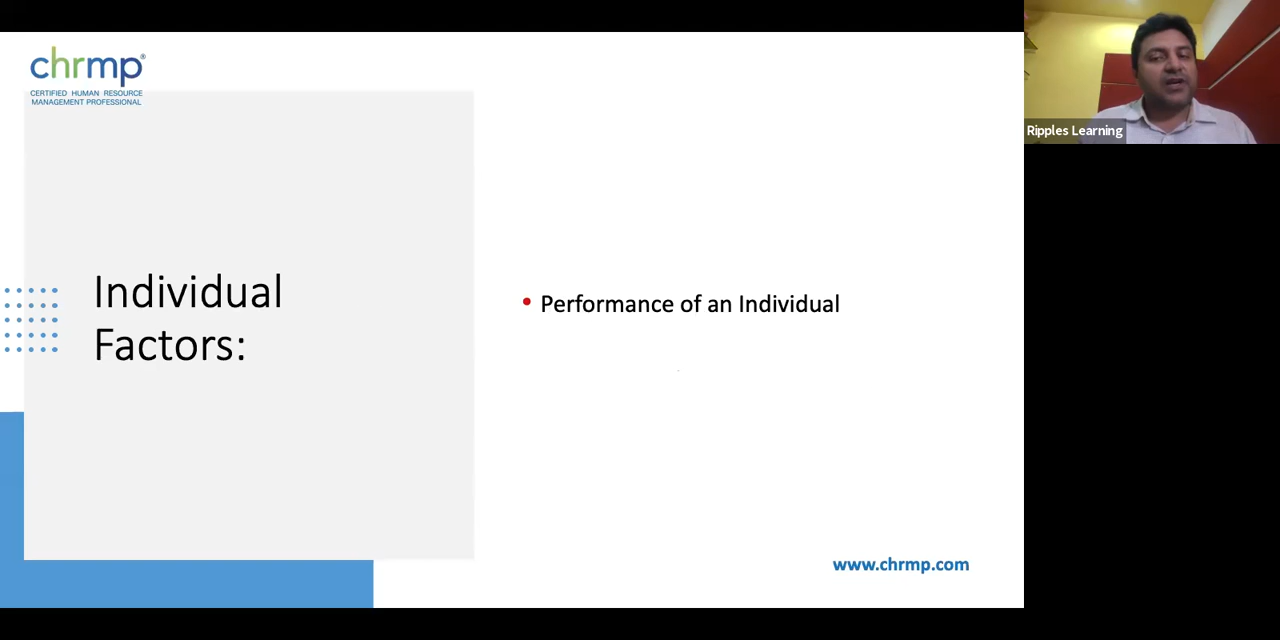 chrmp®
CERTIFIED HUMAN RESOURCE
MANAGEMENT PROFESSIONAL
Ripples Learning
Individual
Factors:
• Performance of an Individual
www.chrmp.com